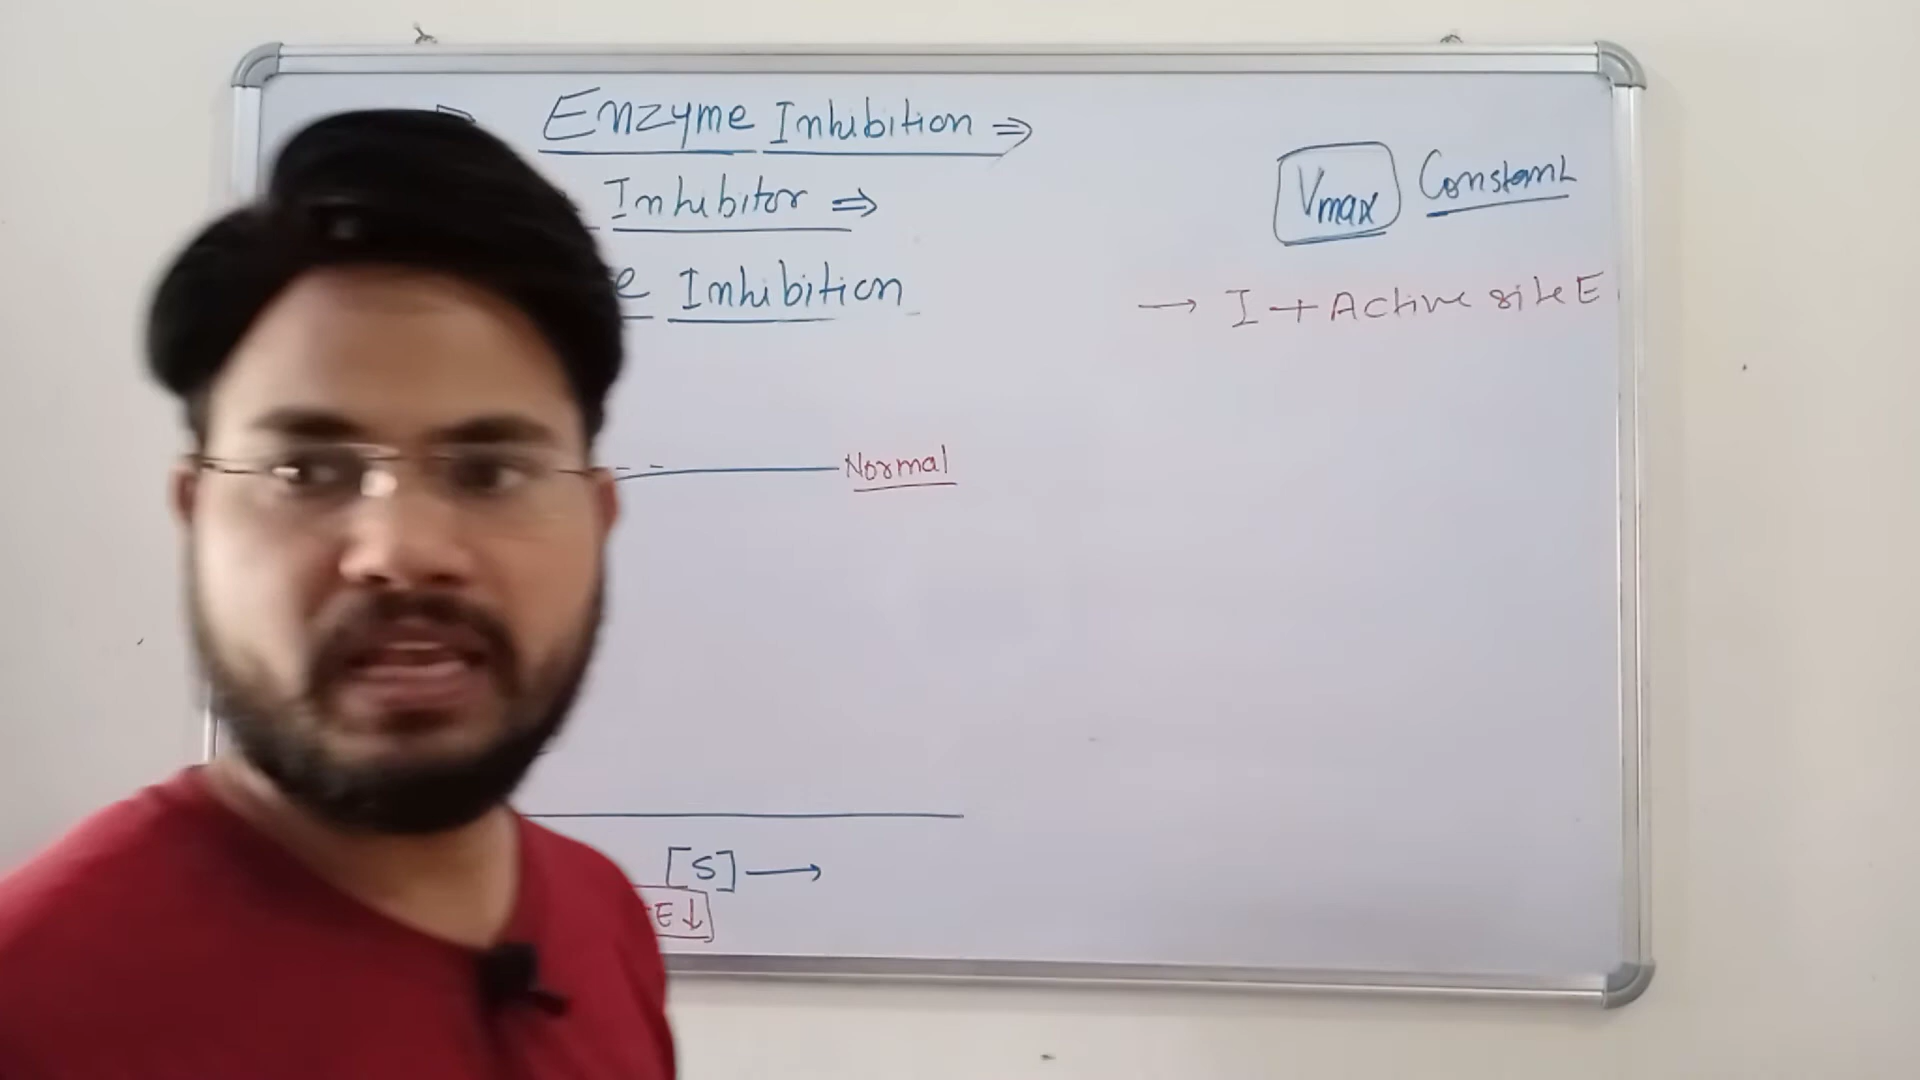 Enzyme Inhibition ⇒
Inhibitor ⇒
Inhibition
Vmax Constant
→ I + Active site E
Normal
[S] →
E ↓